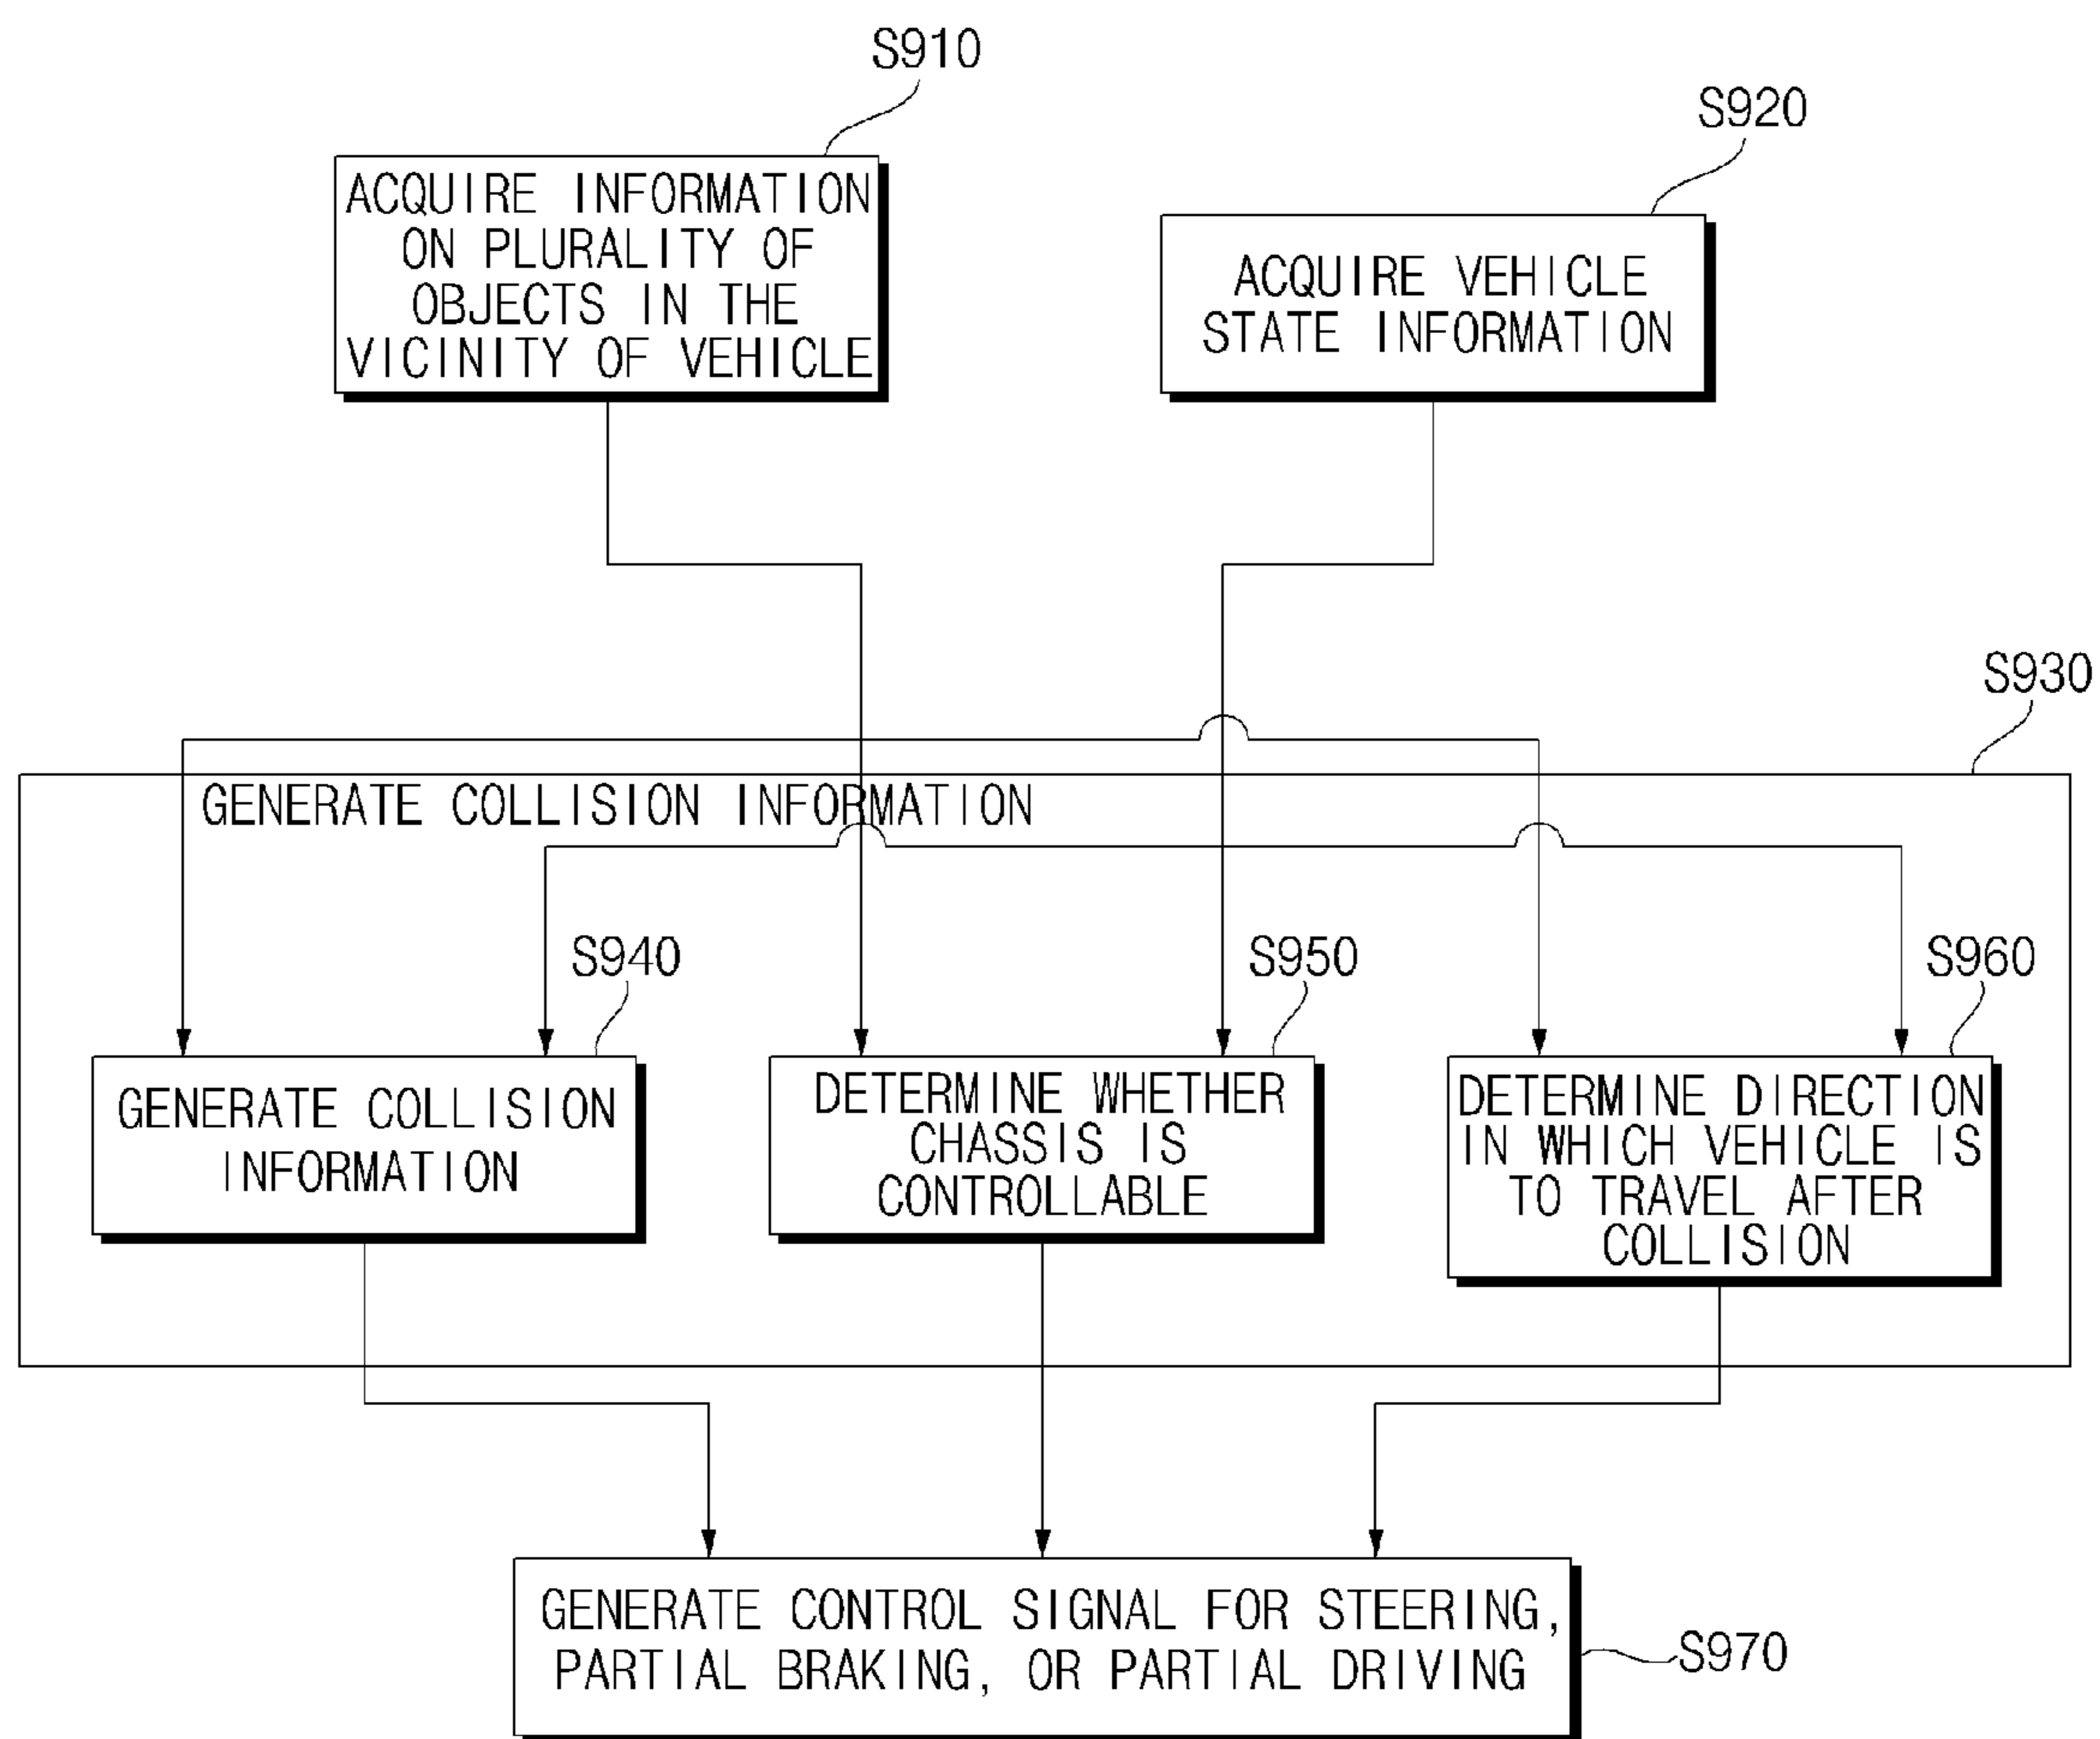 S910
ACQUIRE INFORMATION
ON PLURALITY OF
OBJECTS IN THE
VICINITY OF VEHICLE
S920
ACQUIRE VEHICLE
STATE INFORMATION
S930
GENERATE COLLISION INFORMATION
S940
GENERATE COLLISION
INFORMATION
S950
DETERMINE WHETHER
CHASSIS IS
CONTROLLABLE
S960
DETERMINE DIRECTION
IN WHICH VEHICLE IS
TO TRAVEL AFTER
COLLISION
GENERATE CONTROL SIGNAL FOR STEERING,
PARTIAL BRAKING, OR PARTIAL DRIVING
S970